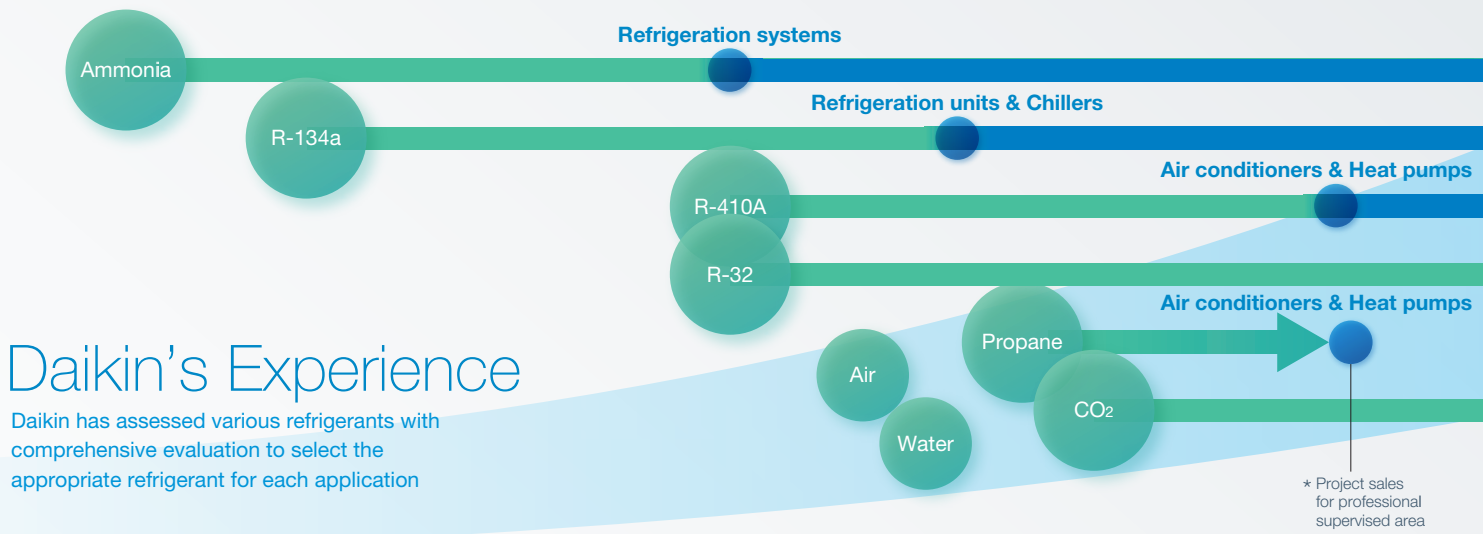 Refrigeration systems
Ammonia
Refrigeration units & Chillers
R-134a
Air conditioners & Heat pumps
R-410A
R-32
Air conditioners & Heat pumps
Propane
Daikin's Experience
Air
CO₂
Daikin has assessed various refrigerants with
comprehensive evaluation to select the
appropriate refrigerant for each application
Water
* Project sales
for professional
supervised area